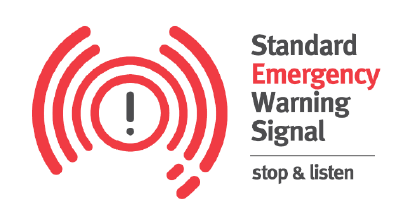 !
Standard
Emergency
Warning
Signal
stop & listen